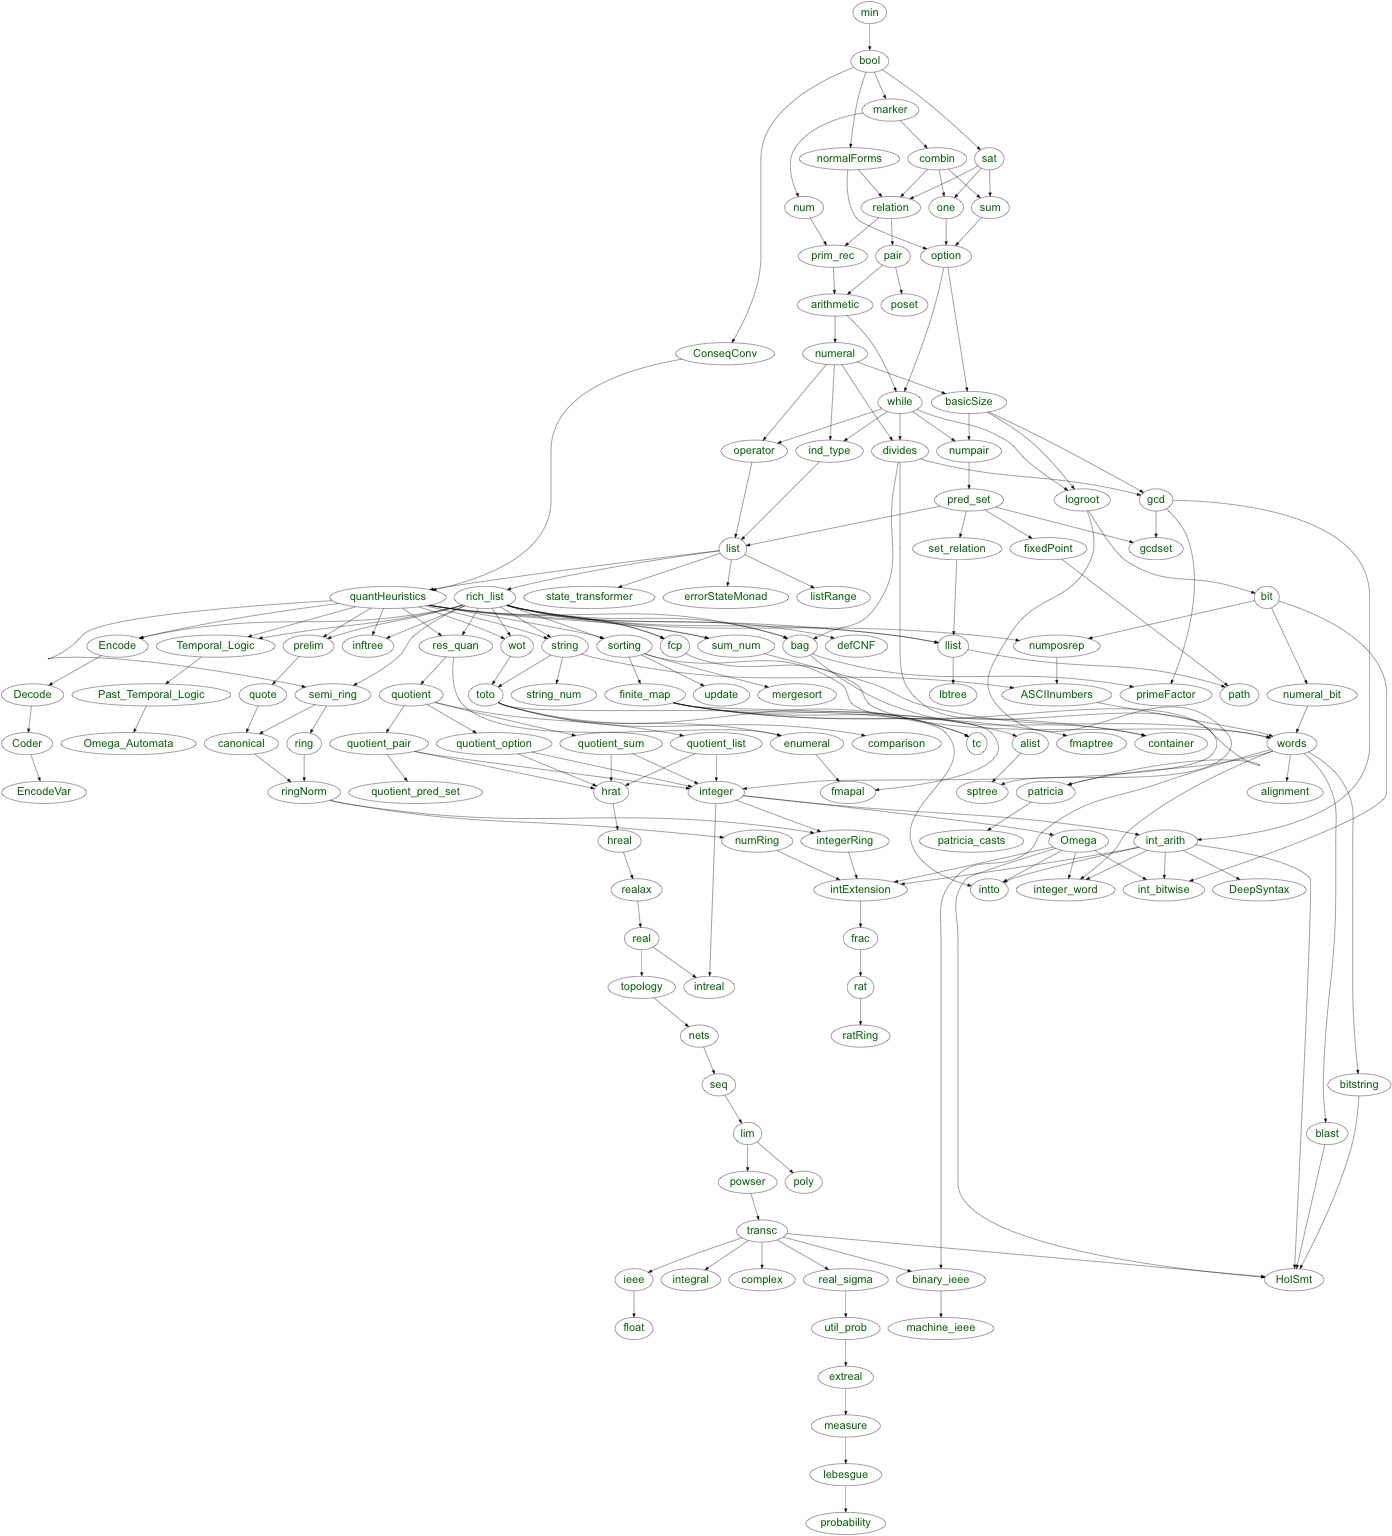 min
bool
marker
normalForms
combin
sat
num
relation
one
sum
prim_rec
pair
option
arithmetic
poset
ConseqConv
numeral
while
basicSize
operator
ind_type
divides
numpair
pred_set
logroot
gcd
list
set_relation
fixedPoint
gcdset
quantHeuristics
rich_list
state_transformer
errorStateMonad
listRange
bit
Encode
Temporal_Logic
prelim
inftree
res_quan
wot
string
sorting
fcp
sum_num
bag
defCNF
llist
numposrep
Decode
Past_Temporal_Logic
quote
semi_ring
quotient
toto
string_num
finite_map
update
mergesort
lbtree
ASCIInumbers
primeFactor
path
numeral_bit
Coder
Omega_Automata
canonical
ring
quotient_pair
quotient_option
quotient_sum
quotient_list
enumeral
comparison
tc
alist
fmaptree
container
words
EncodeVar
ringNorm
quotient_pred_set
hrat
integer
fmapal
sptree
patricia
alignment
hreal
numRing
integerRing
patricia_casts
Omega
int_arith
realax
intExtension
intto
integer_word
int_bitwise
DeepSyntax
real
frac
topology
intreal
rat
nets
ratRing
seq
bitstring
lim
blast
powser
poly
transc
ieee
integral
complex
real_sigma
binary_ieee
HolSmt
float
util_prob
machine_ieee
extreal
measure
lebesgue
probability